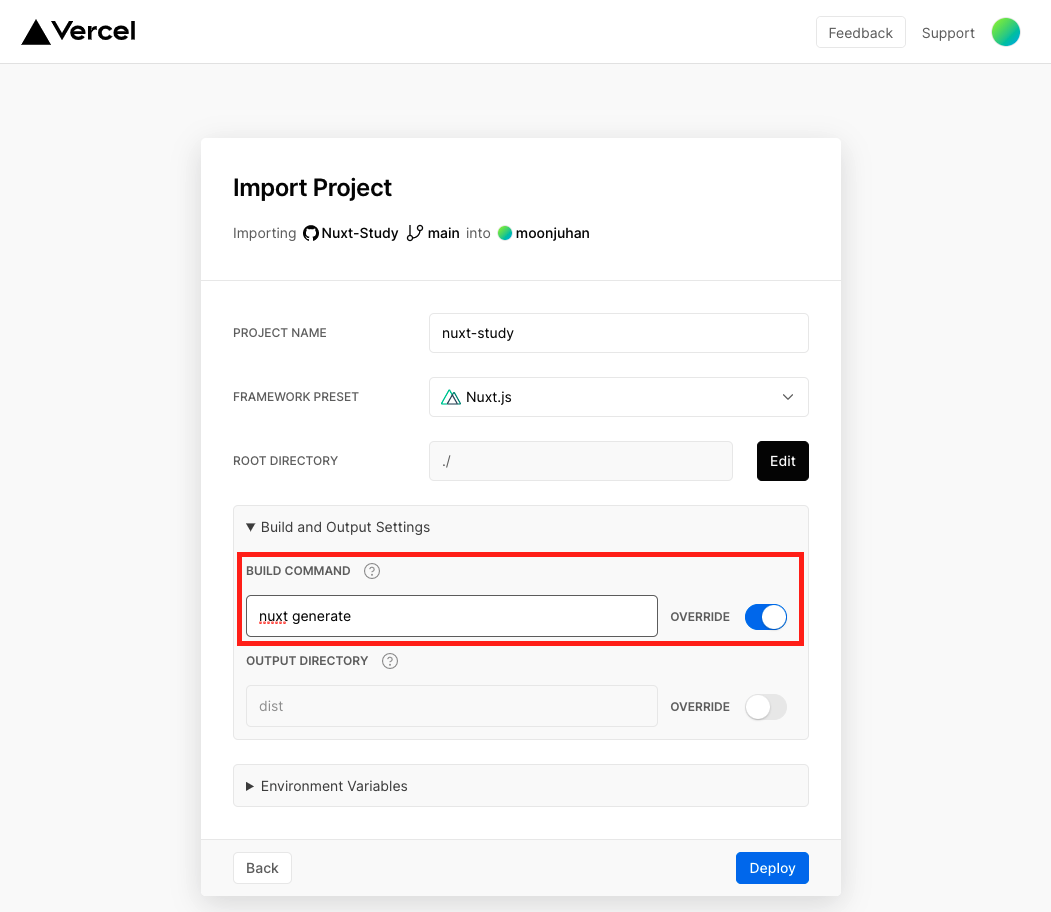 Vercel
Feedback
Support
Import Project
Importing Nuxt-Study main into moonjuhan
PROJECT NAME
nuxt-study
FRAMEWORK PRESET
Nuxt.js
ROOT DIRECTORY
./
Edit
Build and Output Settings
BUILD COMMAND ?
nuxt generate
OVERRIDE
OUTPUT DIRECTORY ?
dist
OVERRIDE
Environment Variables
Back
Deploy